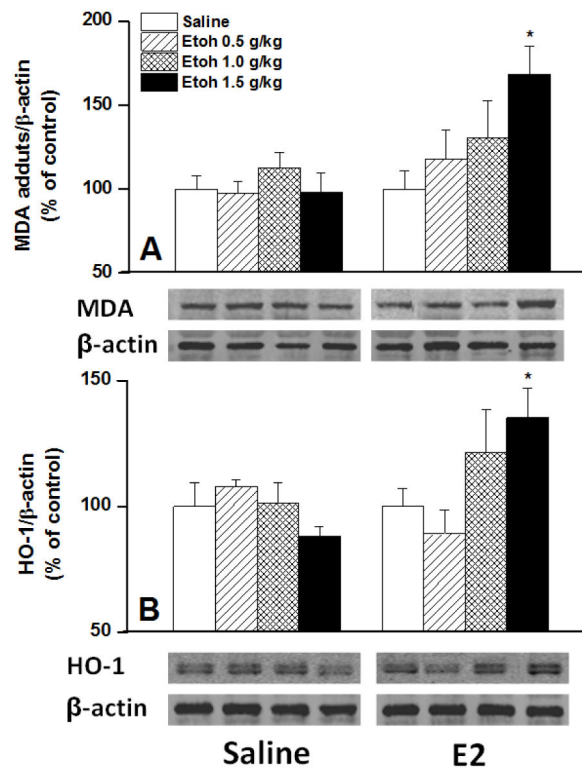 200
150
100
50
MDA adduts/β-actin
(% of control)
Saline
Etoh 0.5 g/kg
Etoh 1.0 g/kg
Etoh 1.5 g/kg
*
A
MDA
β-actin
150
100
50
HO-1/β-actin
(% of control)
*
B
HO-1
β-actin
Saline E2